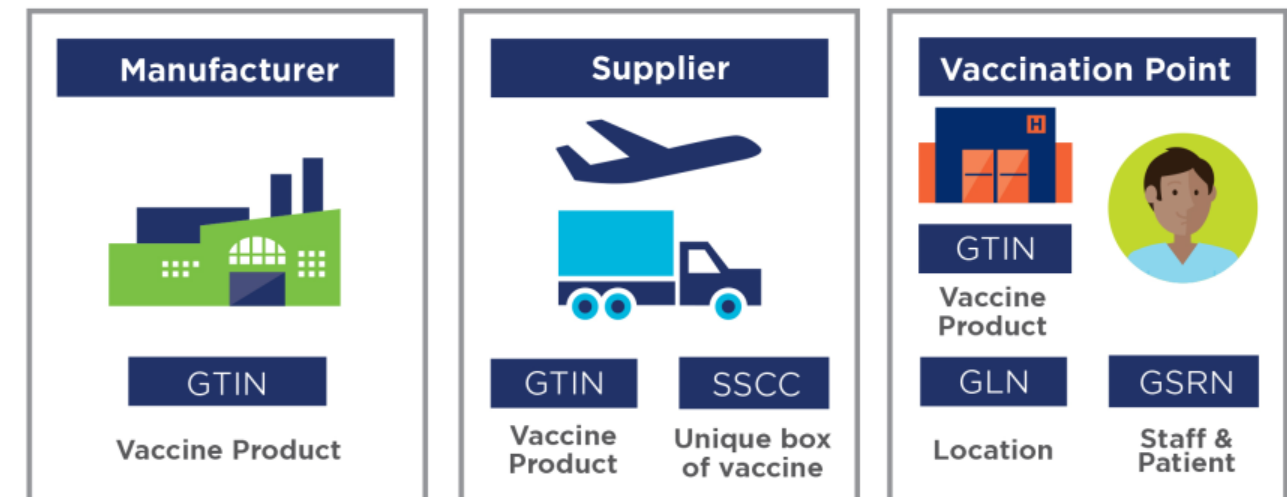 Manufacturer
GTIN
Vaccine Product
Supplier
GTIN
Vaccine
Product
SSCC
Unique box
of vaccine
Vaccination Point
H
GTIN
Vaccine
Product
GLN
Location
GSRN
Staff &
Patient